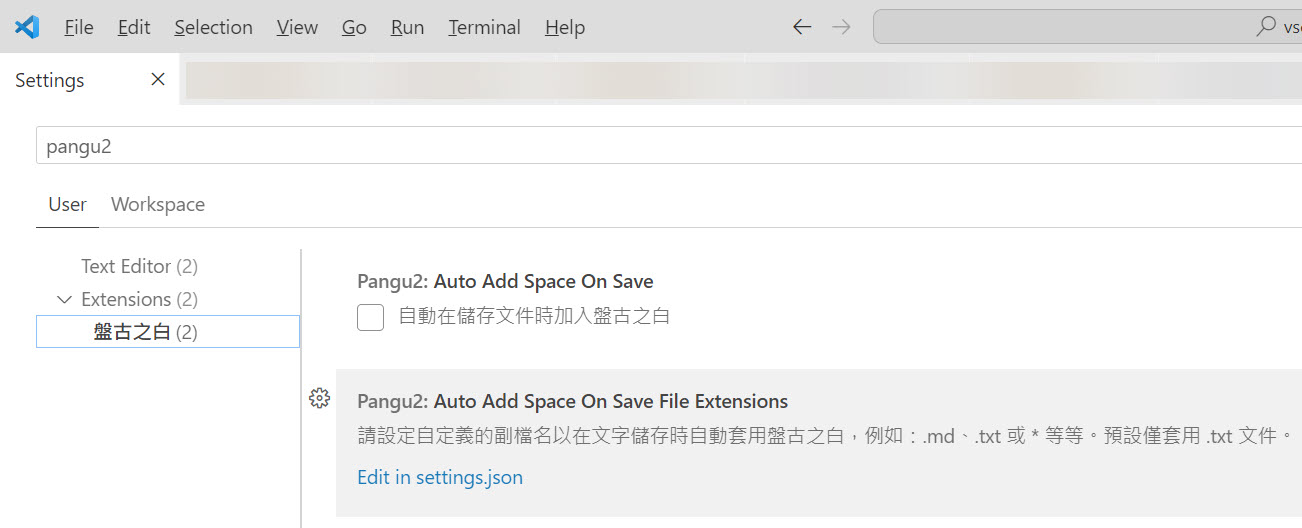 File Edit Selection View Go Run Terminal Help
Settings
pangu2
User Workspace
Text Editor (2)
Extensions (2)
盤古之白 (2)
Pangu2: Auto Add Space On Save
自動在儲存文件時加入盤古之白
Pangu2: Auto Add Space On Save File Extensions
請設定自定義的副檔名以在文字儲存時自動套用盤古之白，例如：.md、.txt 或 * 等等。預設僅套用 .txt 文件。
Edit in settings.json